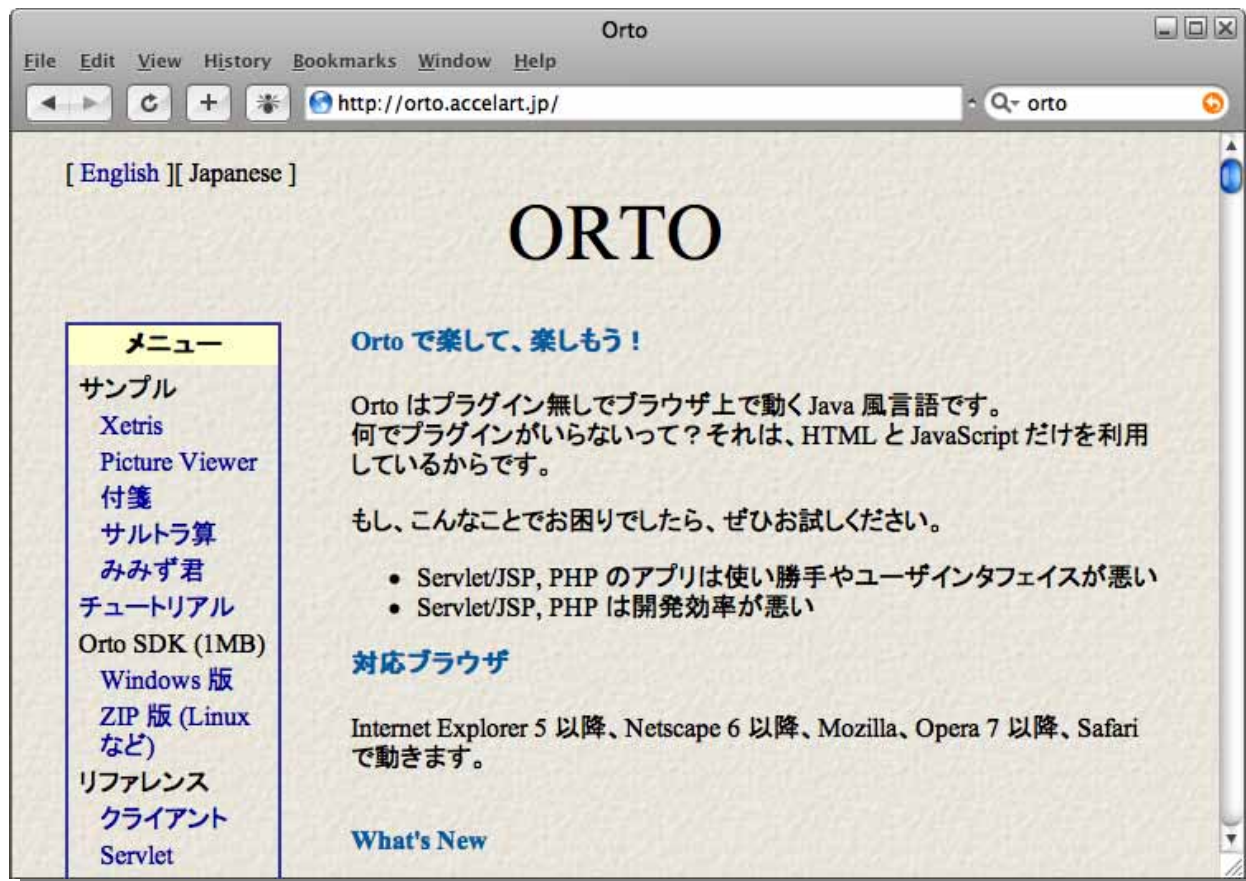 Orto
File Edit View History Bookmarks Window Help
http://orto.accelart.jp/
orto
[ English ][ Japanese ]
ORTO
メニュー
サンプル
Xetris
Picture Viewer
付箋
サルトラ算
みみず君
チュートリアル
Orto SDK (1MB)
Windows 版
ZIP 版 (Linux
など)
リファレンス
クライアント
Servlet
Orto で楽して、楽しもう！
Orto はプラグイン無しでブラウザ上で動く Java 風言語です。
何でプラグインがいらないって？それは、HTML と JavaScript だけを利用
しているからです。
もし、こんなことでお困りでしたら、ぜひお試しください。
• Servlet/JSP, PHP のアプリは使い勝手やユーザインタフェイスが悪い
• Servlet/JSP, PHP は開発効率が悪い
対応ブラウザ
Internet Explorer 5 以降、Netscape 6 以降、Mozilla、Opera 7 以降、Safari
で動きます。
What's New